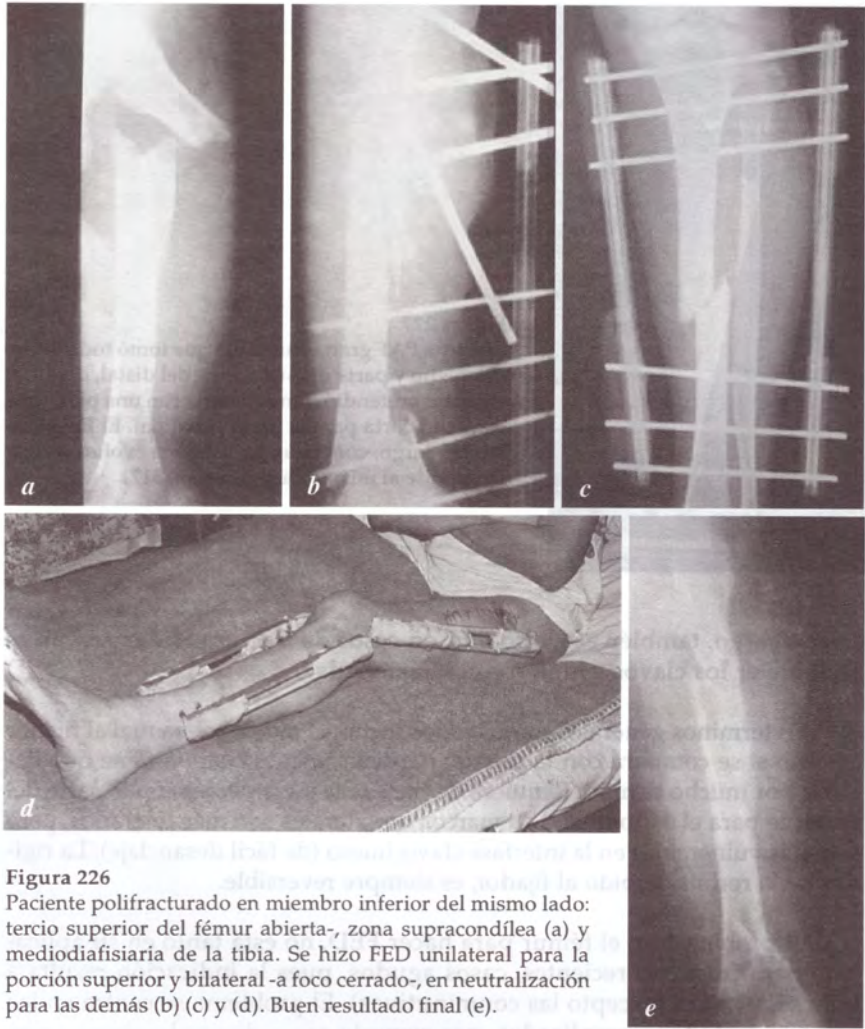 a
b
c
d
e
Figura 226
Paciente polifracturado en miembro inferior del mismo lado:
tercio superior del fémur abierta-, zona supracondílea (a) y
mediodiafisiaria de la tibia. Se hizo FED unilateral para la
porción superior y bilateral -a foco cerrado-, en neutralización
para las demás (b) (c) y (d). Buen resultado final (e).